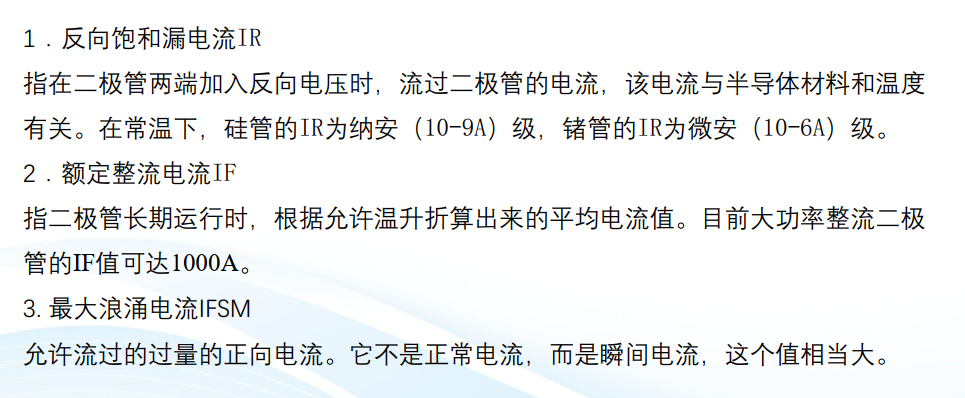 1．反向饱和漏电流IR
指在二极管两端加入反向电压时，流过二极管的电流，该电流与半导体材料和温度
有关。在常温下，硅管的IR为纳安（10-9A）级，锗管的IR为微安（10-6A）级。
2．额定整流电流IF
指二极管长期运行时，根据允许温升折算出来的平均电流值。目前大功率整流二极
管的IF值可达1000A。
3. 最大浪涌电流IFSM
允许流过的过量的正向电流。它不是正常电流，而是瞬间电流，这个值相当大。